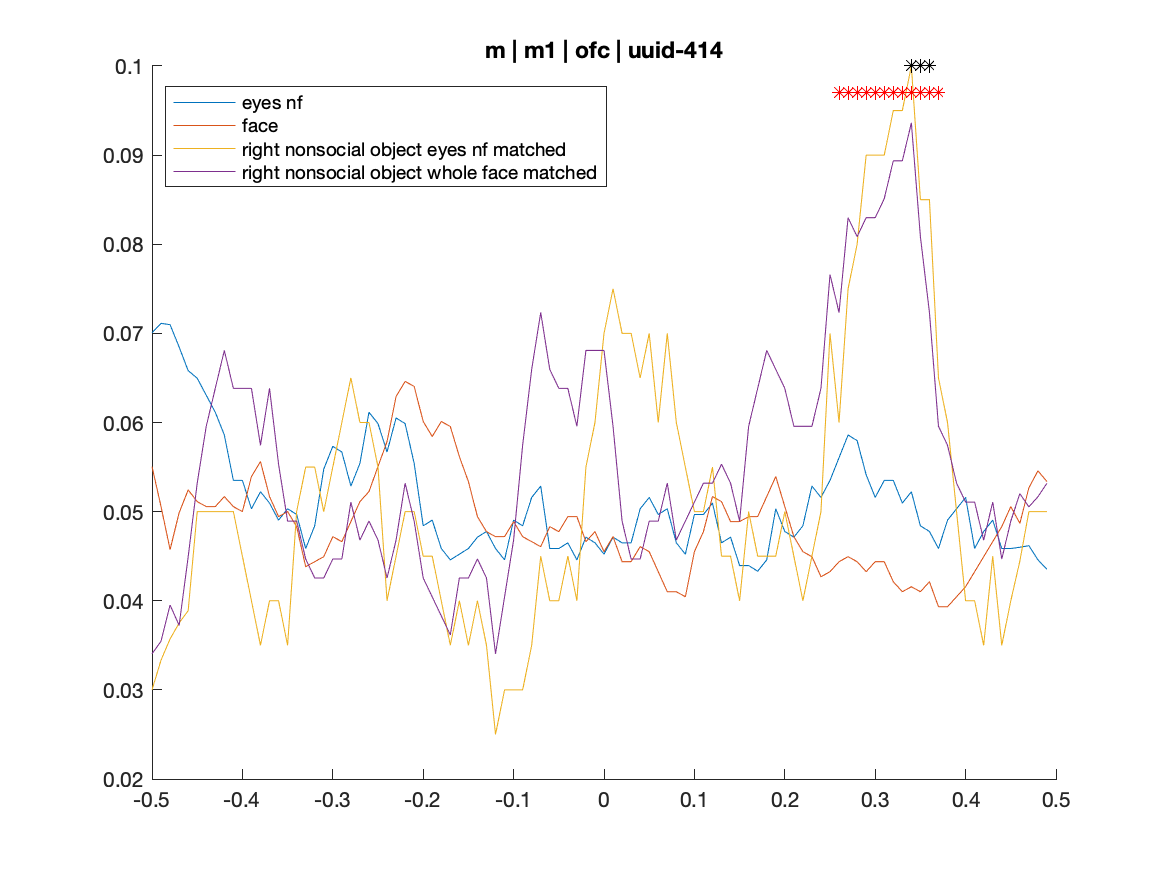 m | m1 | ofc | uuid-414
eyes nf
face
right nonsocial object eyes nf matched
right nonsocial object whole face matched
0.1
0.09
0.08
0.07
0.06
0.05
0.04
0.03
0.02
-0.5 -0.4 -0.3 -0.2 -0.1 0 0.1 0.2 0.3 0.4 0.5